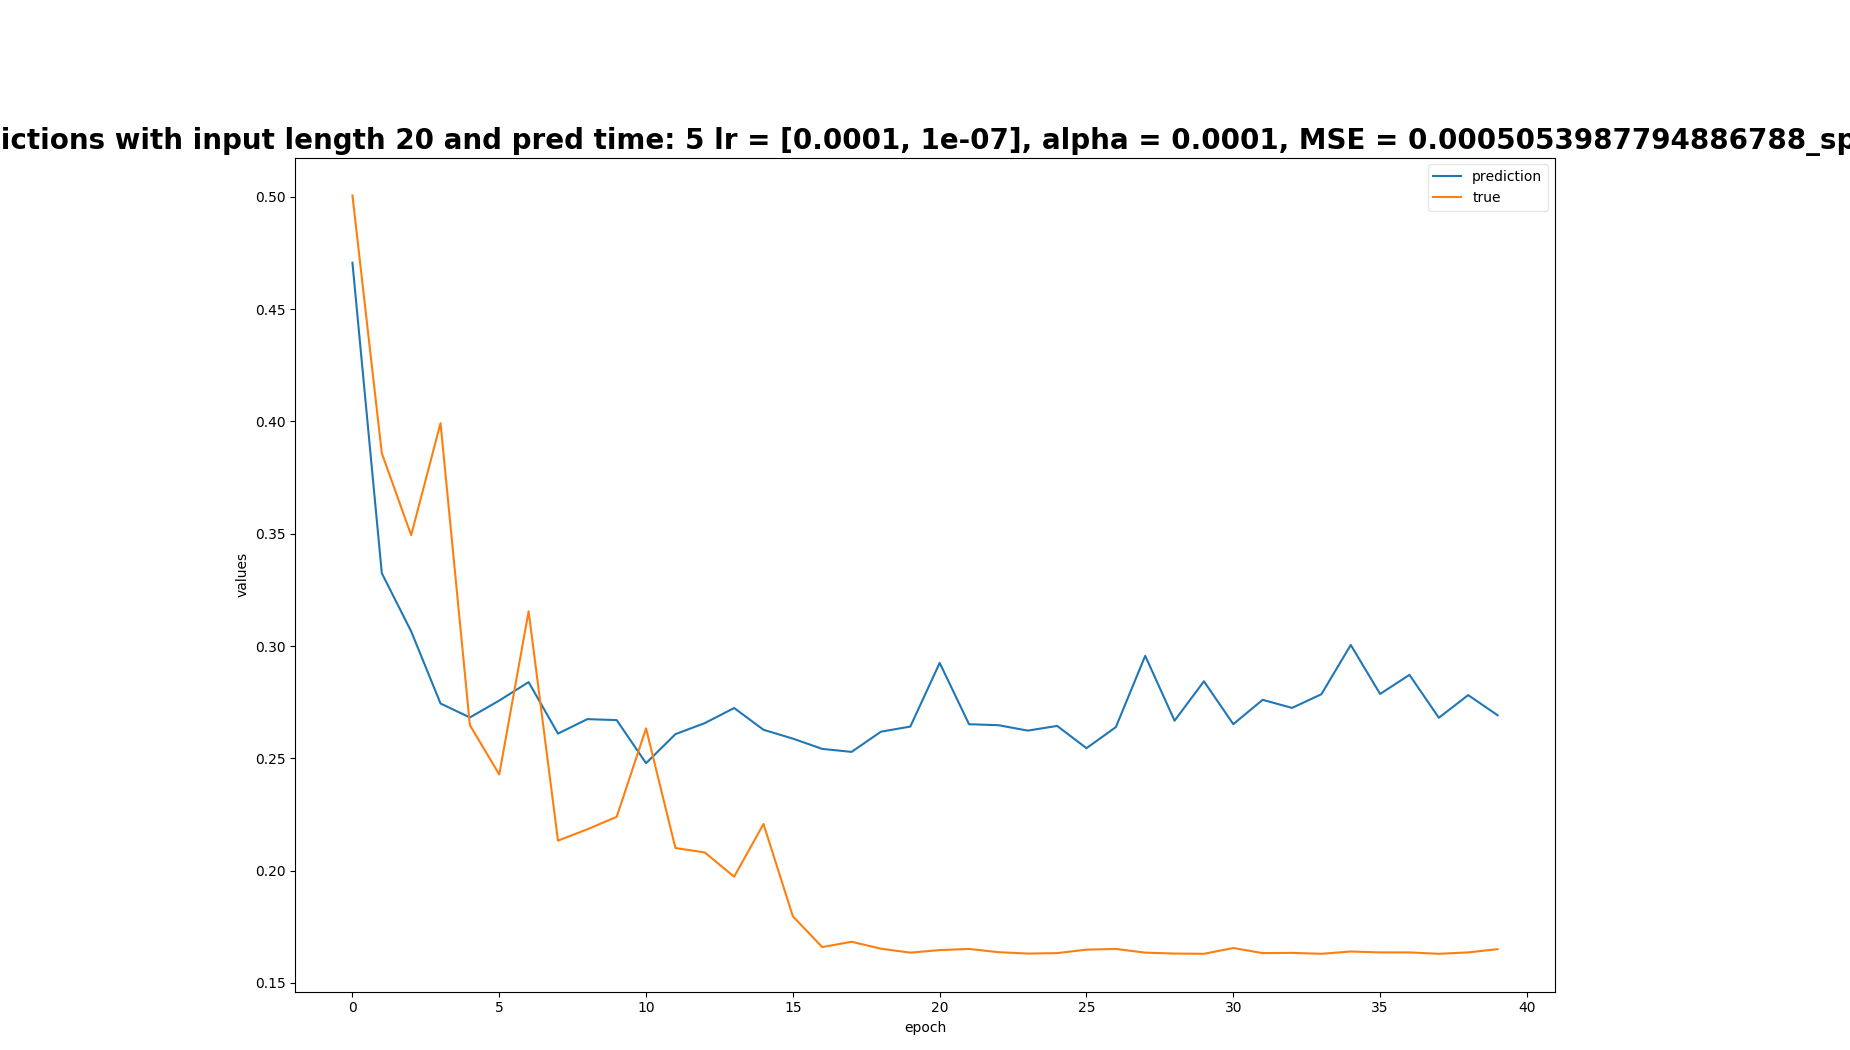 ictions with input length 20 and pred time: 5 lr = [0.0001, 1e-07], alpha = 0.0001, MSE = 0.0005053987794886788_sp
prediction
true
0.50
0.45
0.40
0.35
0.30
0.25
0.20
0.15
values
0 5 10 15 20 25 30 35 40
epoch